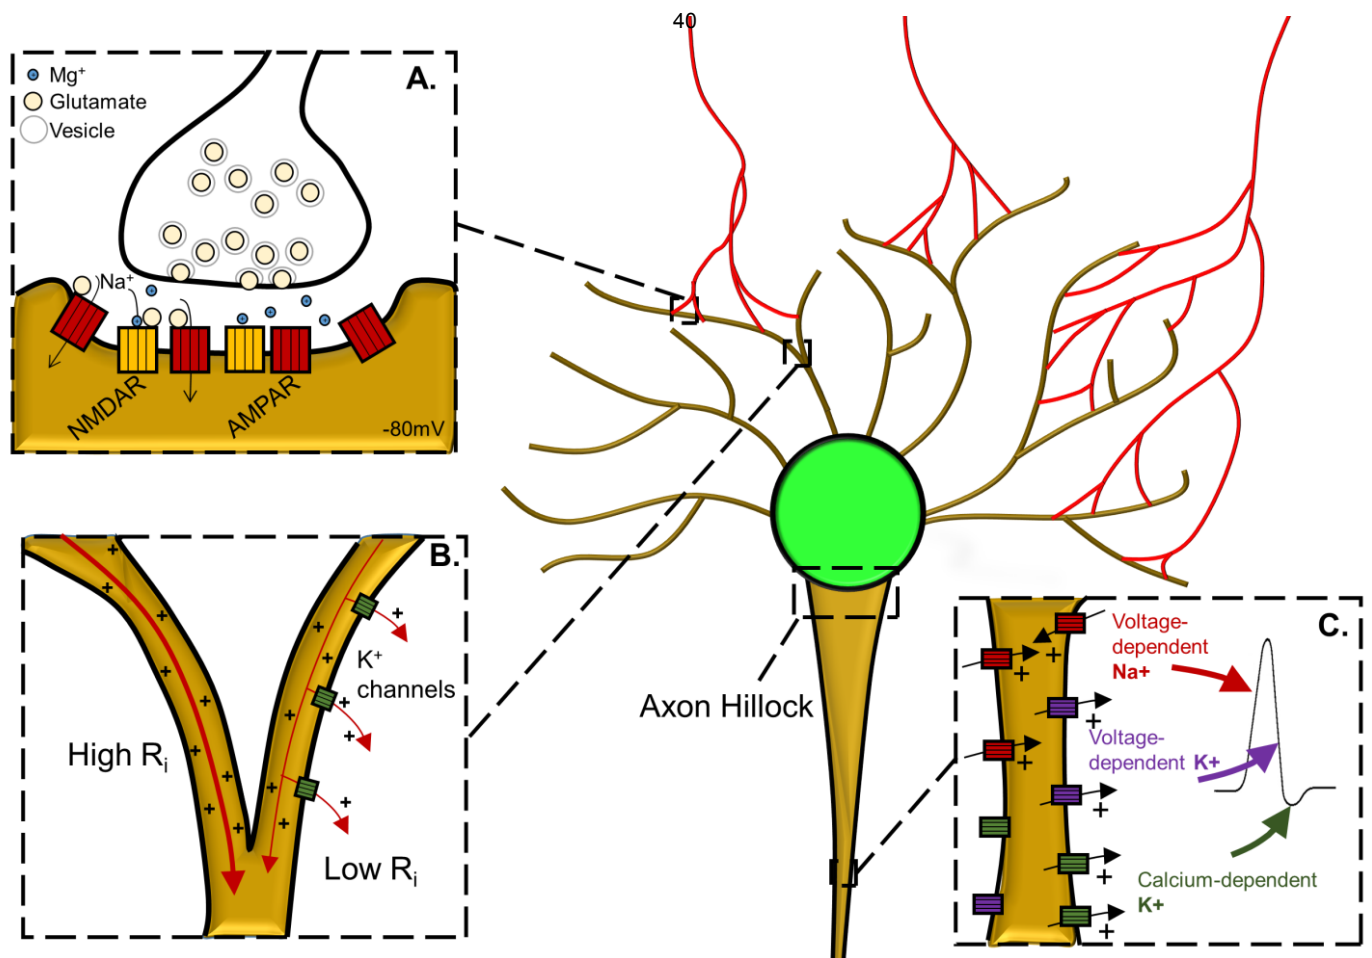 40
A.
Mg⁺
Glutamate
Vesicle
Na⁺
NMDAR
AMPAR
-80mV
B.
K⁺
channels
High Rᵢ
Low Rᵢ
Axon Hillock
C.
Voltage-
dependent
Na+
Voltage-
dependent K+
Calcium-dependent
K+